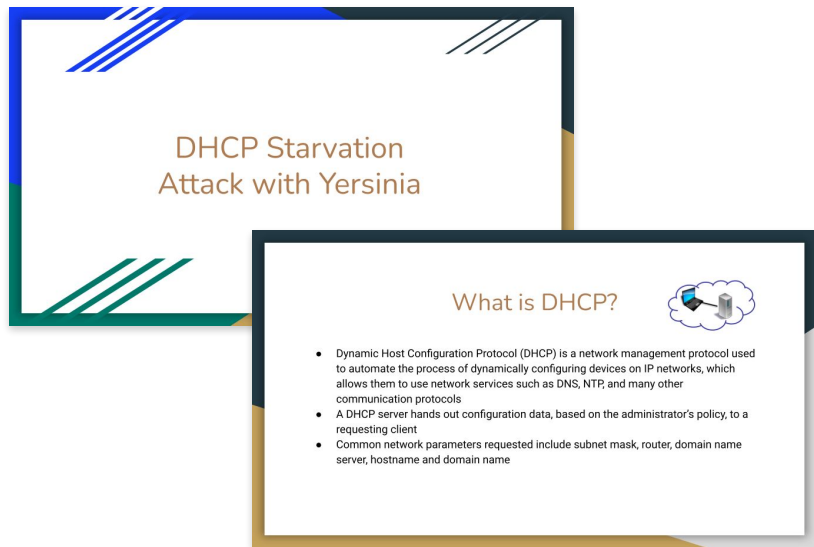 DHCP Starvation
Attack with Yersinia
What is DHCP?
● Dynamic Host Configuration Protocol (DHCP) is a network management protocol used
to automate the process of dynamically configuring devices on IP networks, which
allows them to use network services such as DNS, NTP, and many other
communication protocols
● A DHCP server hands out configuration data, based on the administrator’s policy, to a
requesting client
● Common network parameters requested include subnet mask, router, domain name
server, hostname and domain name